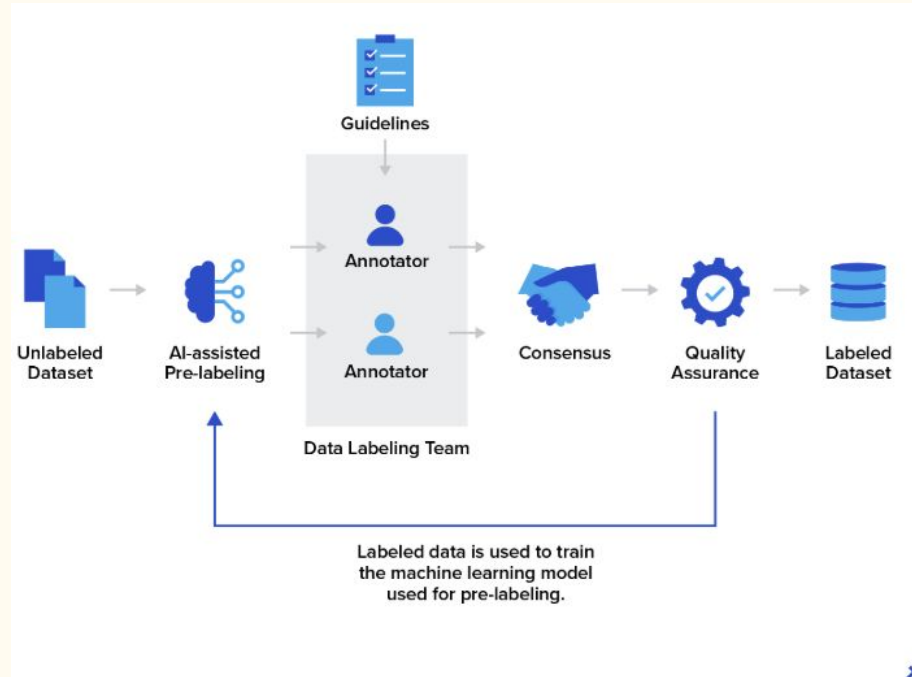 Guidelines
Annotator
Annotator
Unlabeled
Dataset
AI-assisted
Pre-labeling
Consensus
Quality
Assurance
Labeled
Dataset
Data Labeling Team
Labeled data is used to train
the machine learning model
used for pre-labeling.